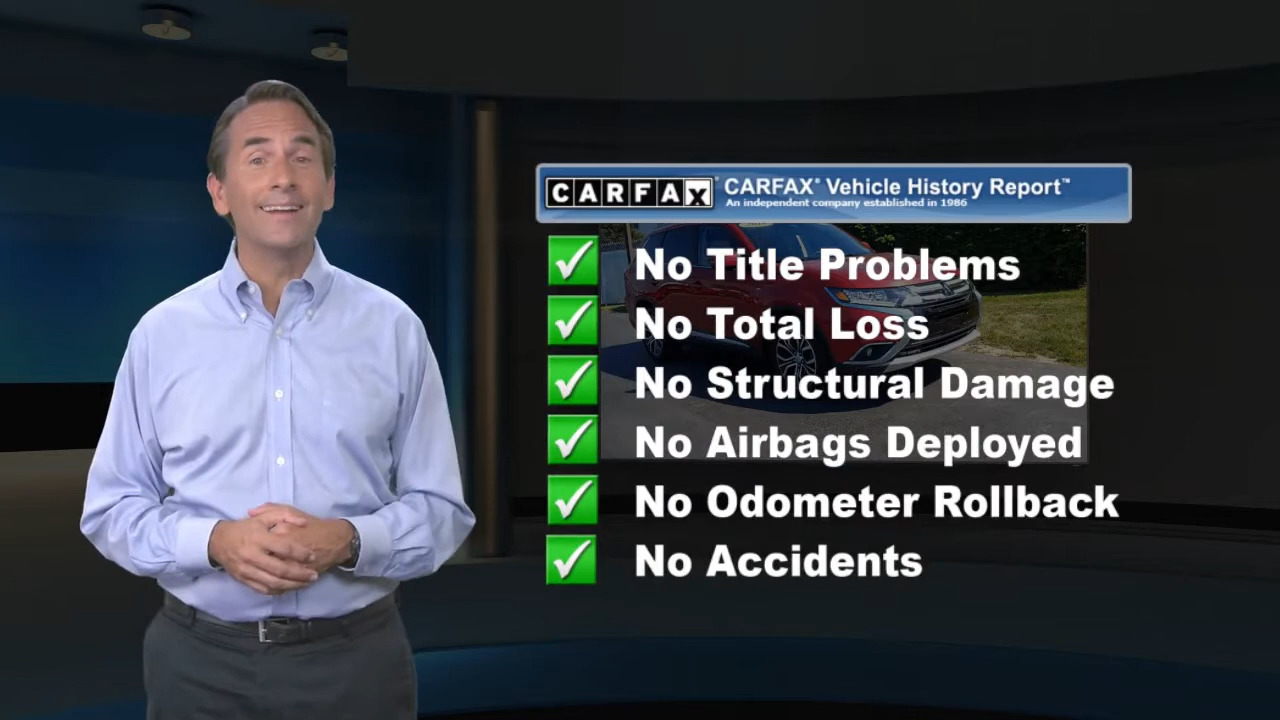 CARFAX® CARFAX® Vehicle History Report™
An independent company established in 1986
No Title Problems
No Total Loss
No Structural Damage
No Airbags Deployed
No Odometer Rollback
No Accidents